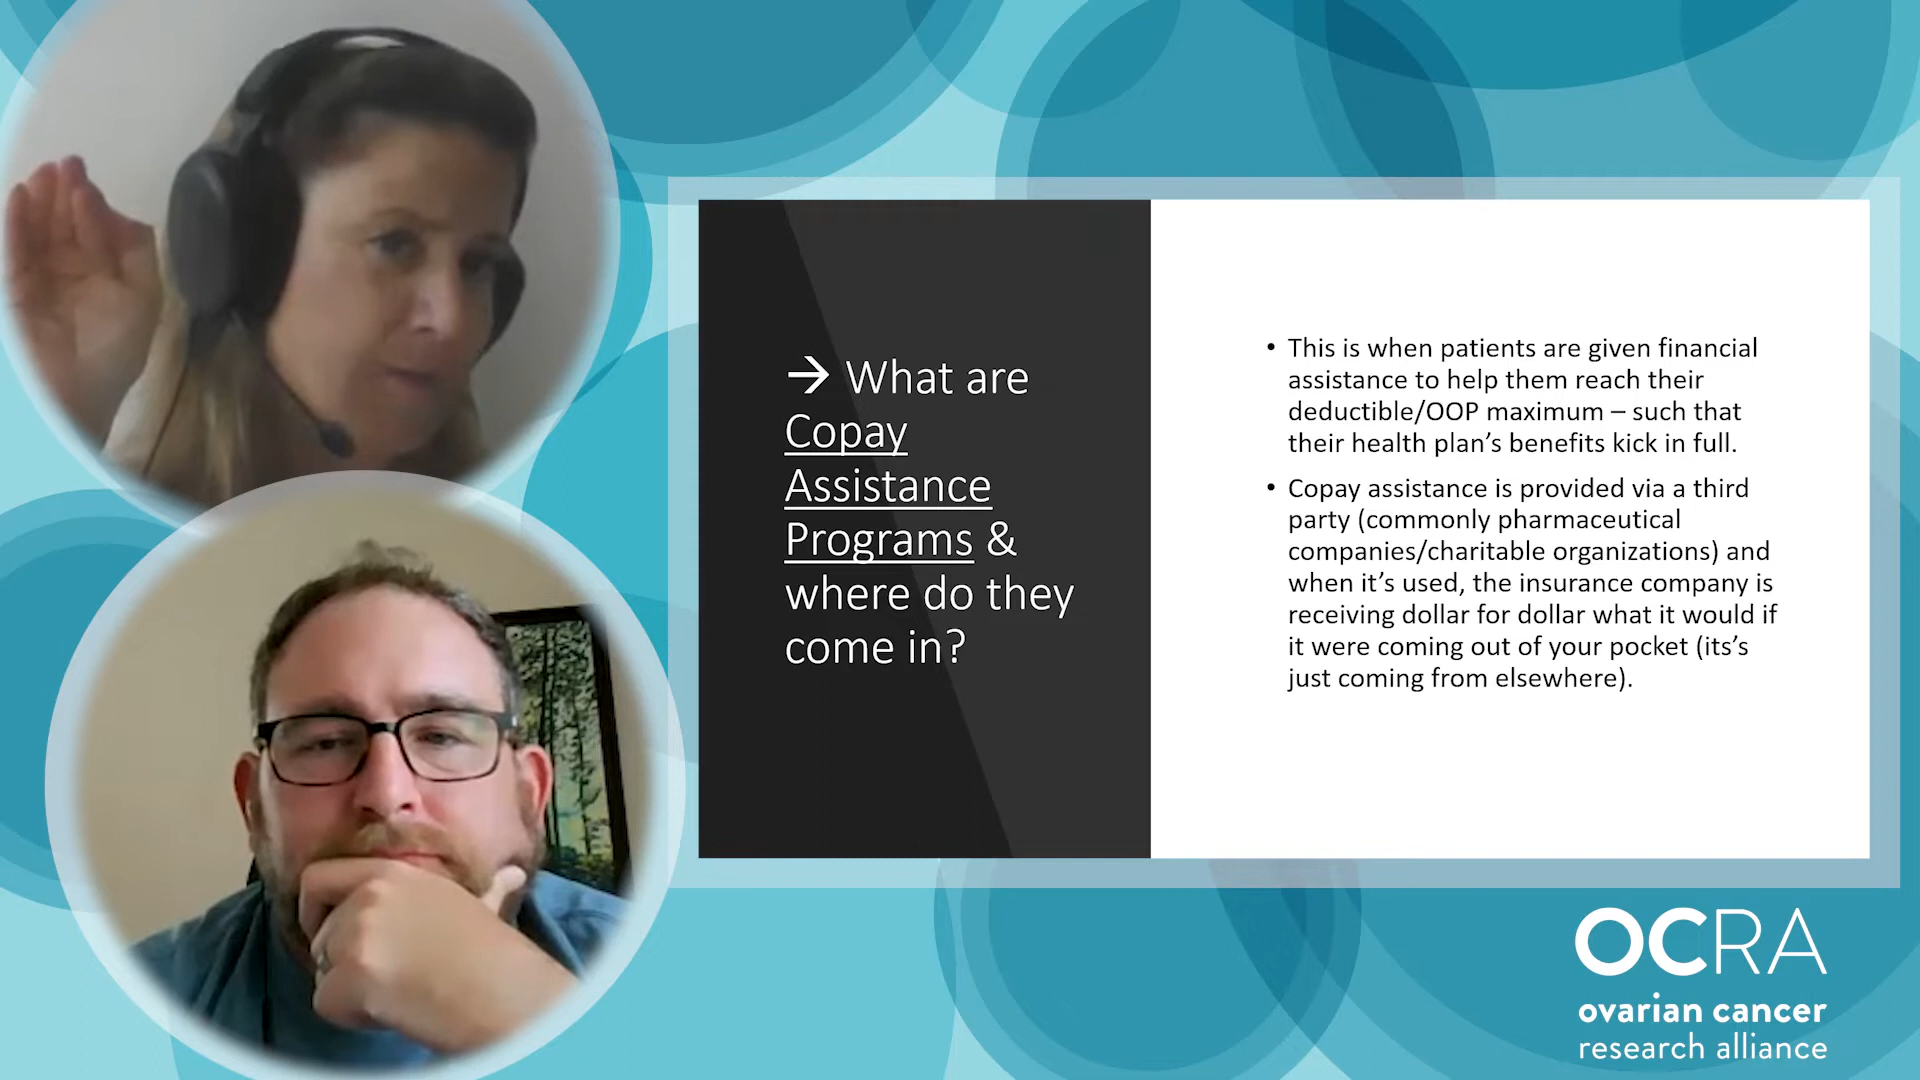 → What are
Copay
Assistance
Programs &
where do they
come in?
• This is when patients are given financial
assistance to help them reach their
deductible/OOP maximum – such that
their health plan’s benefits kick in full.
• Copay assistance is provided via a third
party (commonly pharmaceutical
companies/charitable organizations) and
when it’s used, the insurance company is
receiving dollar for dollar what it would if
it were coming out of your pocket (its’s
just coming from elsewhere).
OCRA
ovarian cancer
research alliance